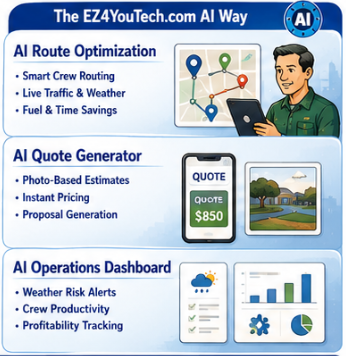 The EZ4YouTech.com AI Way
AI
AI Route Optimization
• Smart Crew Routing
• Live Traffic & Weather
• Fuel & Time Savings
AI Quote Generator
• Photo-Based Estimates
• Instant Pricing
• Proposal Generation
QUOTE
QUOTE
$850
AI Operations Dashboard
• Weather Risk Alerts
• Crew Productivity
• Profitability Tracking